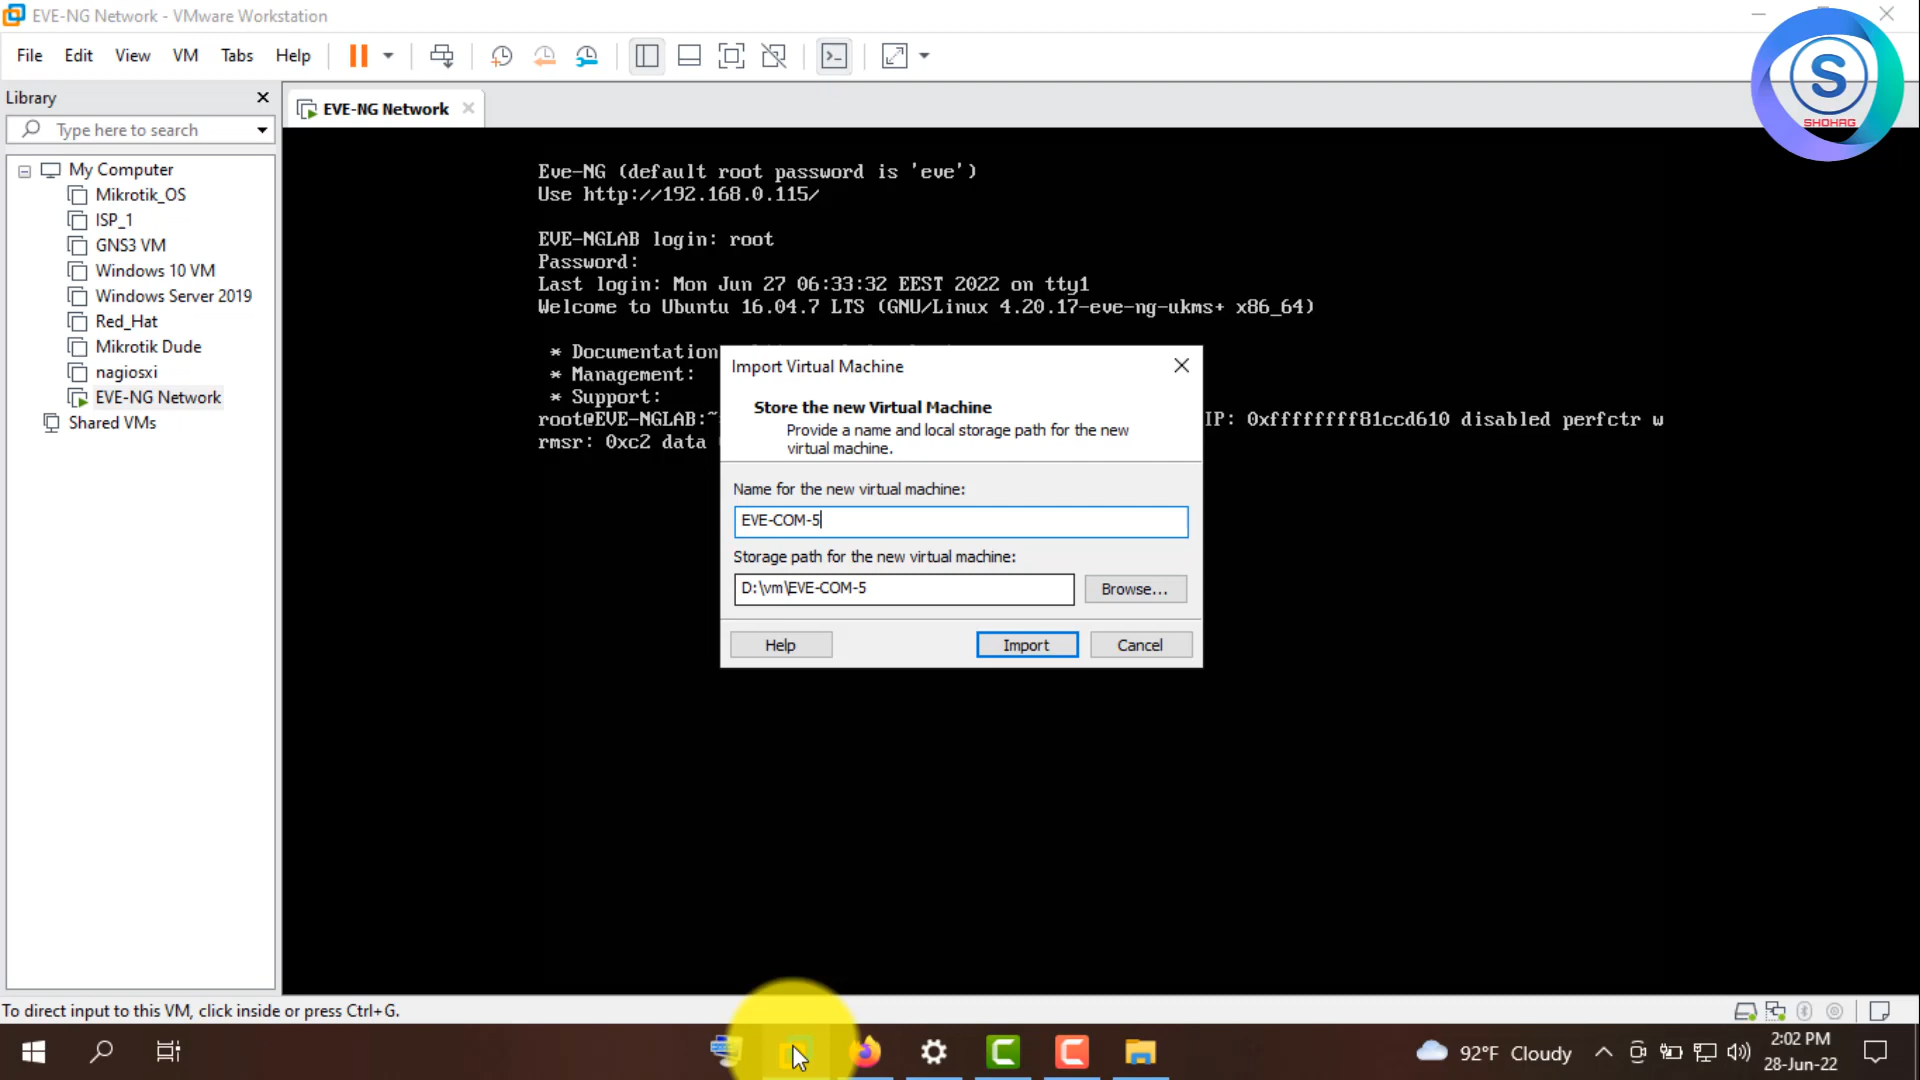 EVE-NG Network - VMware Workstation
File Edit View VM Tabs Help
S
SHOHAG
Library
EVE-NG Network
Type here to search
My Computer
Mikrotik_OS
ISP_1
GNS3 VM
Windows 10 VM
Windows Server 2019
Red_Hat
Mikrotik Dude
nagiosxi
EVE-NG Network
Shared VMs
Eve-NG (default root password is 'eve')
Use http://192.168.0.115/
EVE-NGLAB login: root
Password:
Last login: Mon Jun 27 06:33:32 EEST 2022 on tty1
Welcome to Ubuntu 16.04.7 LTS (GNU/Linux 4.20.17-eve-ng-ukms+ x86_64)
* Documentation
* Management:
* Support:
root@EVE-NGLAB:~ IP: 0xffffffff81ccd610 disabled perfctr w
rmsr: 0xc2 data
Import Virtual Machine
Store the new Virtual Machine
Provide a name and local storage path for the new
virtual machine.
Name for the new virtual machine:
EVE-COM-5
Storage path for the new virtual machine:
D:\vm\EVE-COM-5
Browse...
Help Import Cancel
To direct input to this VM, click inside or press Ctrl+G.
92°F Cloudy
2:02 PM
28-Jun-22